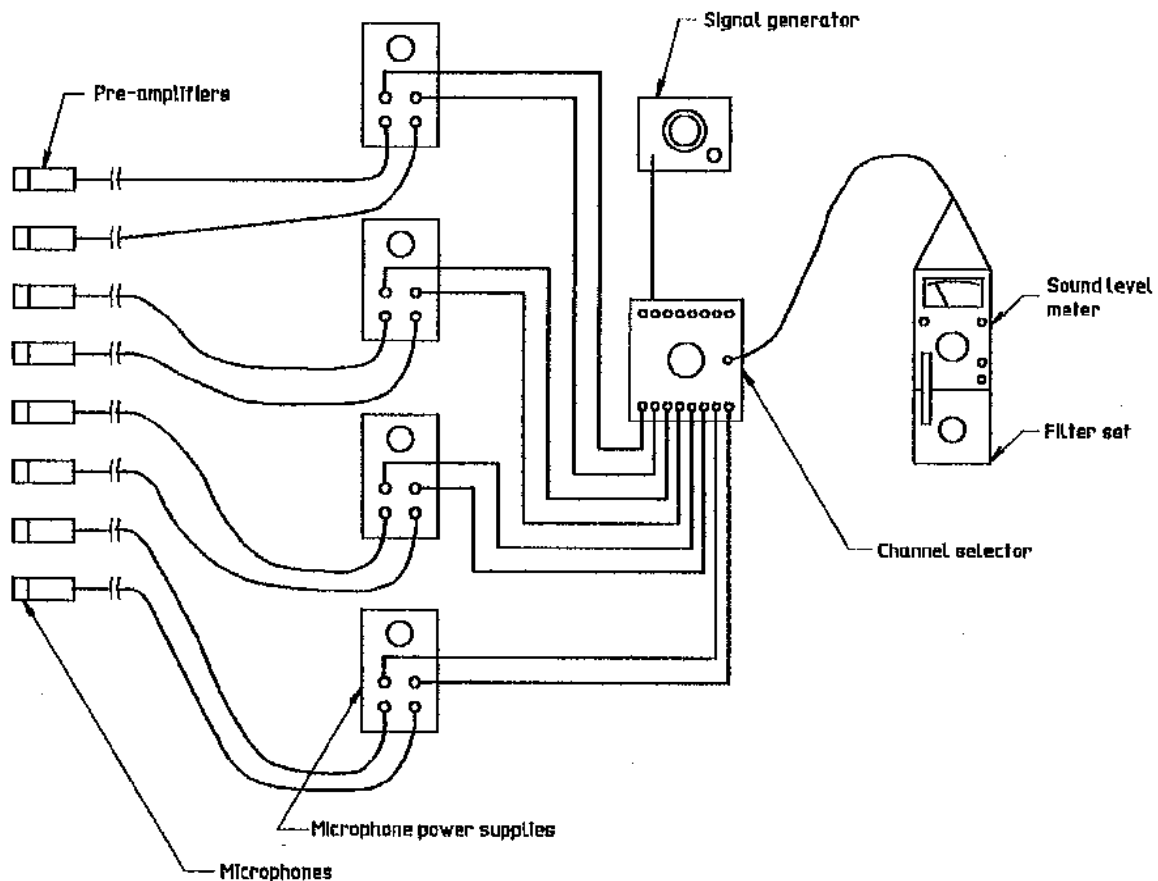 Signal generator
Pre-amplifiers
Sound level
meter
Filter set
Channel selector
Microphone power supplies
Microphones